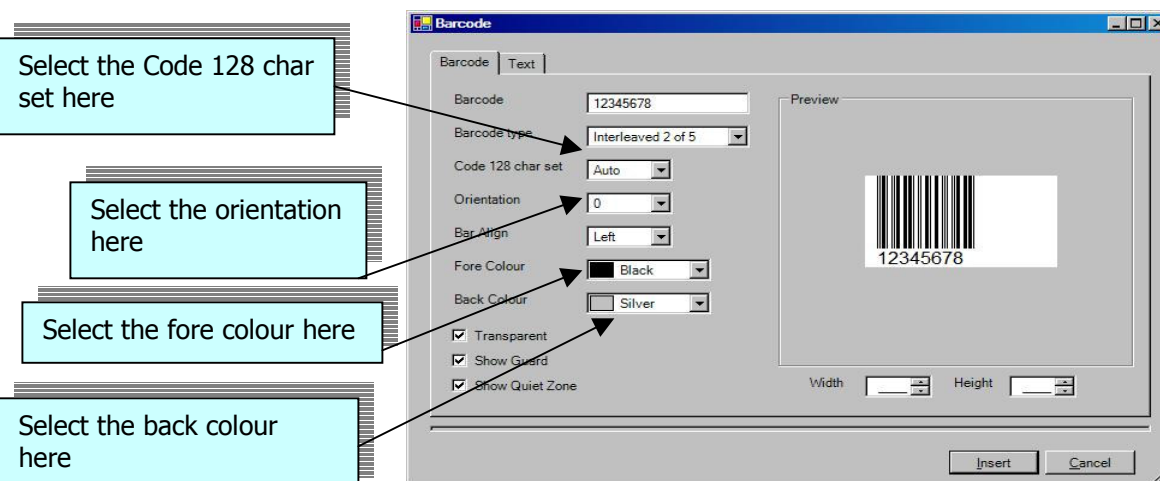 Barcode
Select the Code 128 char
set here
Select the orientation
here
Select the fore colour here
Select the back colour
here
Barcode Text
Barcode 12345678
Barcode type Interleaved 2 of 5
Code 128 char set Auto
Orientation 0
Bar Align Left
Fore Colour Black
Back Colour Silver
Transparent
Show Guard
Show Quiet Zone
Preview
12345678
Width Height
Insert Cancel